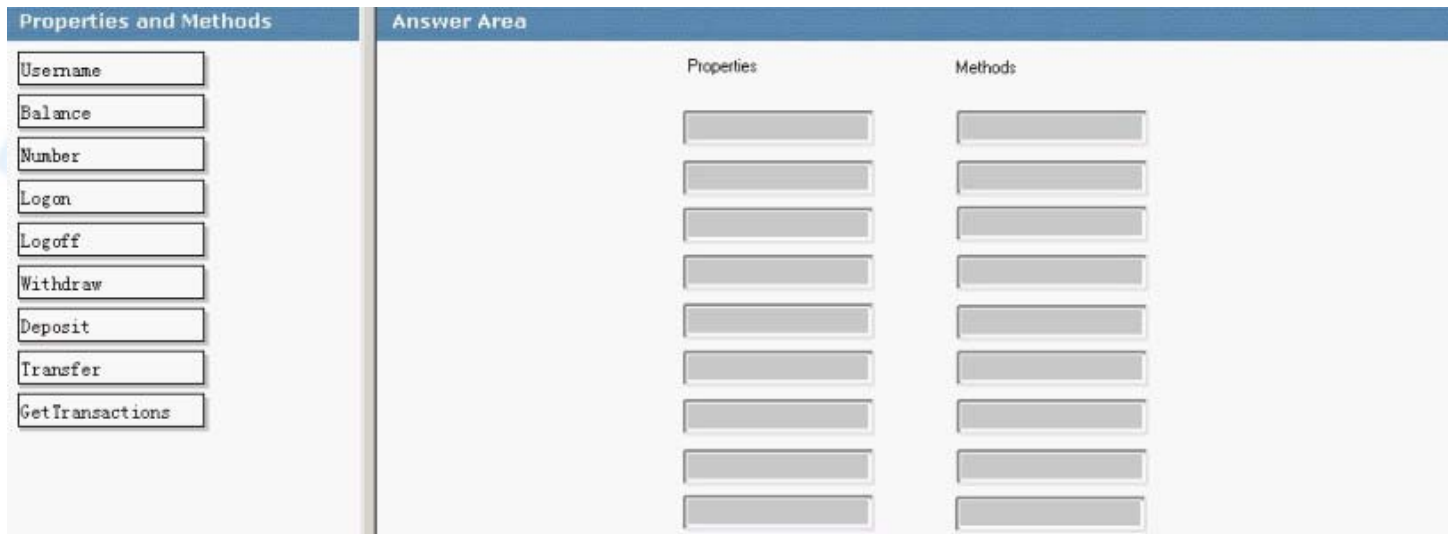 Properties and Methods
Answer Area
Username
Balance
Number
Logon
Logoff
Withdraw
Deposit
Transfer
GetTransactions
Properties
Methods